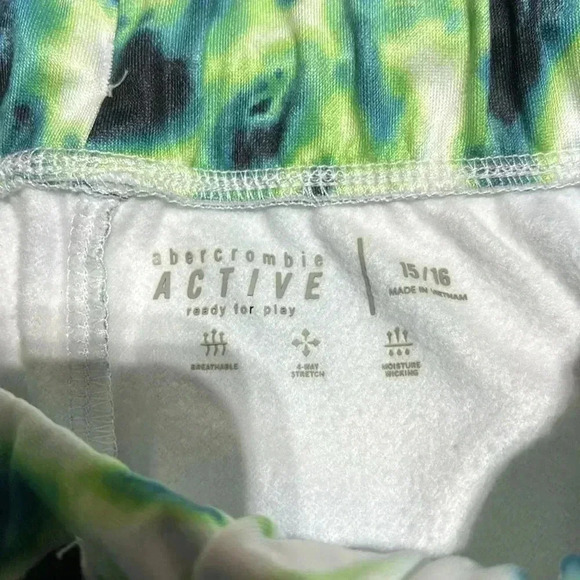 abercrombie
ACTIVE
ready for play
15/16
MADE IN VIETNAM
BREATHABLE
4-WAY
STRETCH
MOISTURE
WICKING